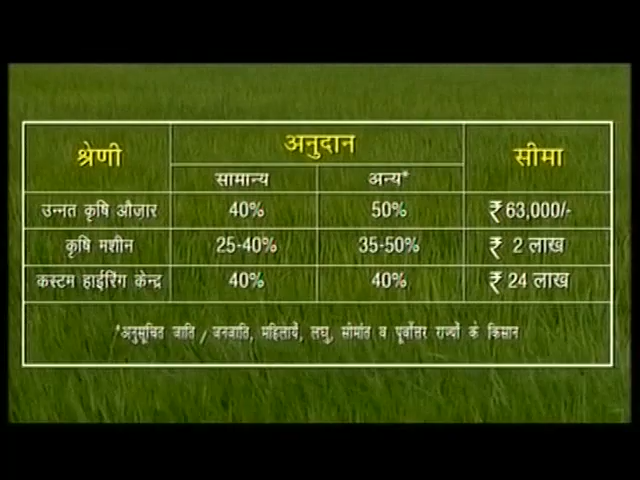 श्रेणी अनुदान सीमा
सामान्य अन्य*
उन्नत कृषि औज़ार 40% 50% ₹ 63,000/-
कृषि मशीन 25-40% 35-50% ₹ 2 लाख
कस्टम हाईरिंग केन्द्र 40% 40% ₹ 24 लाख
*अनुसूचित जाति / जनजाति, महिलायें, लघु, सीमांत व पूर्वोत्तर राज्यों के किसान